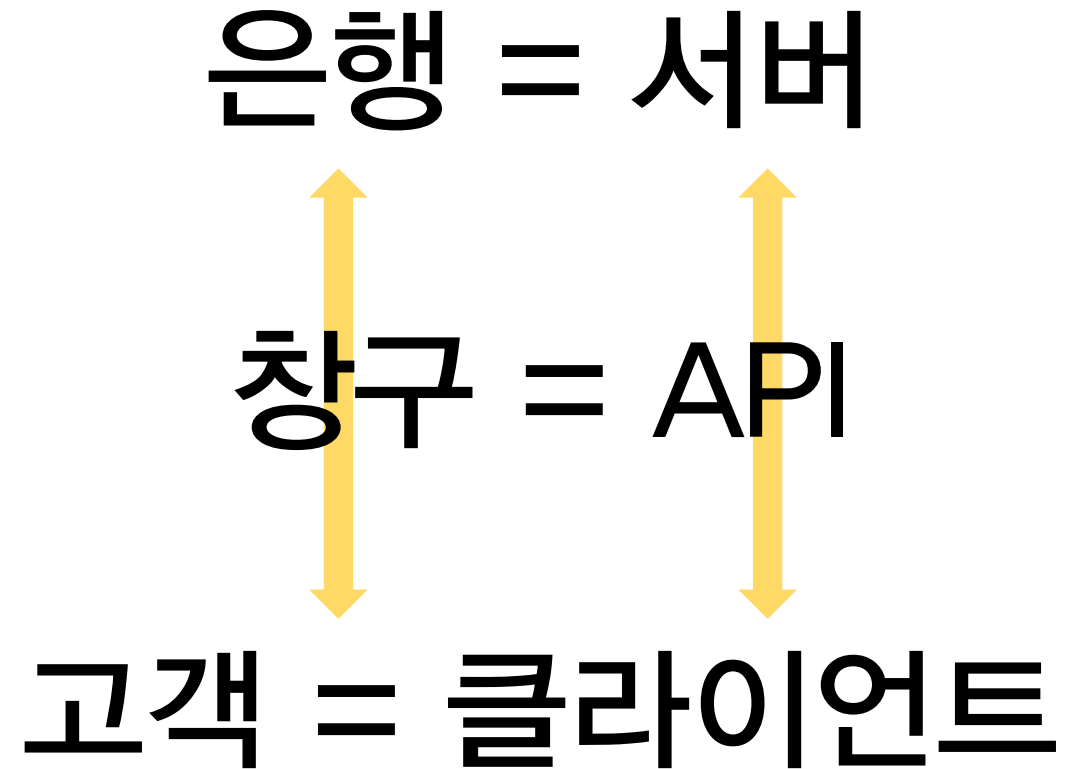 은행 = 서버
창구 = API
고객 = 클라이언트